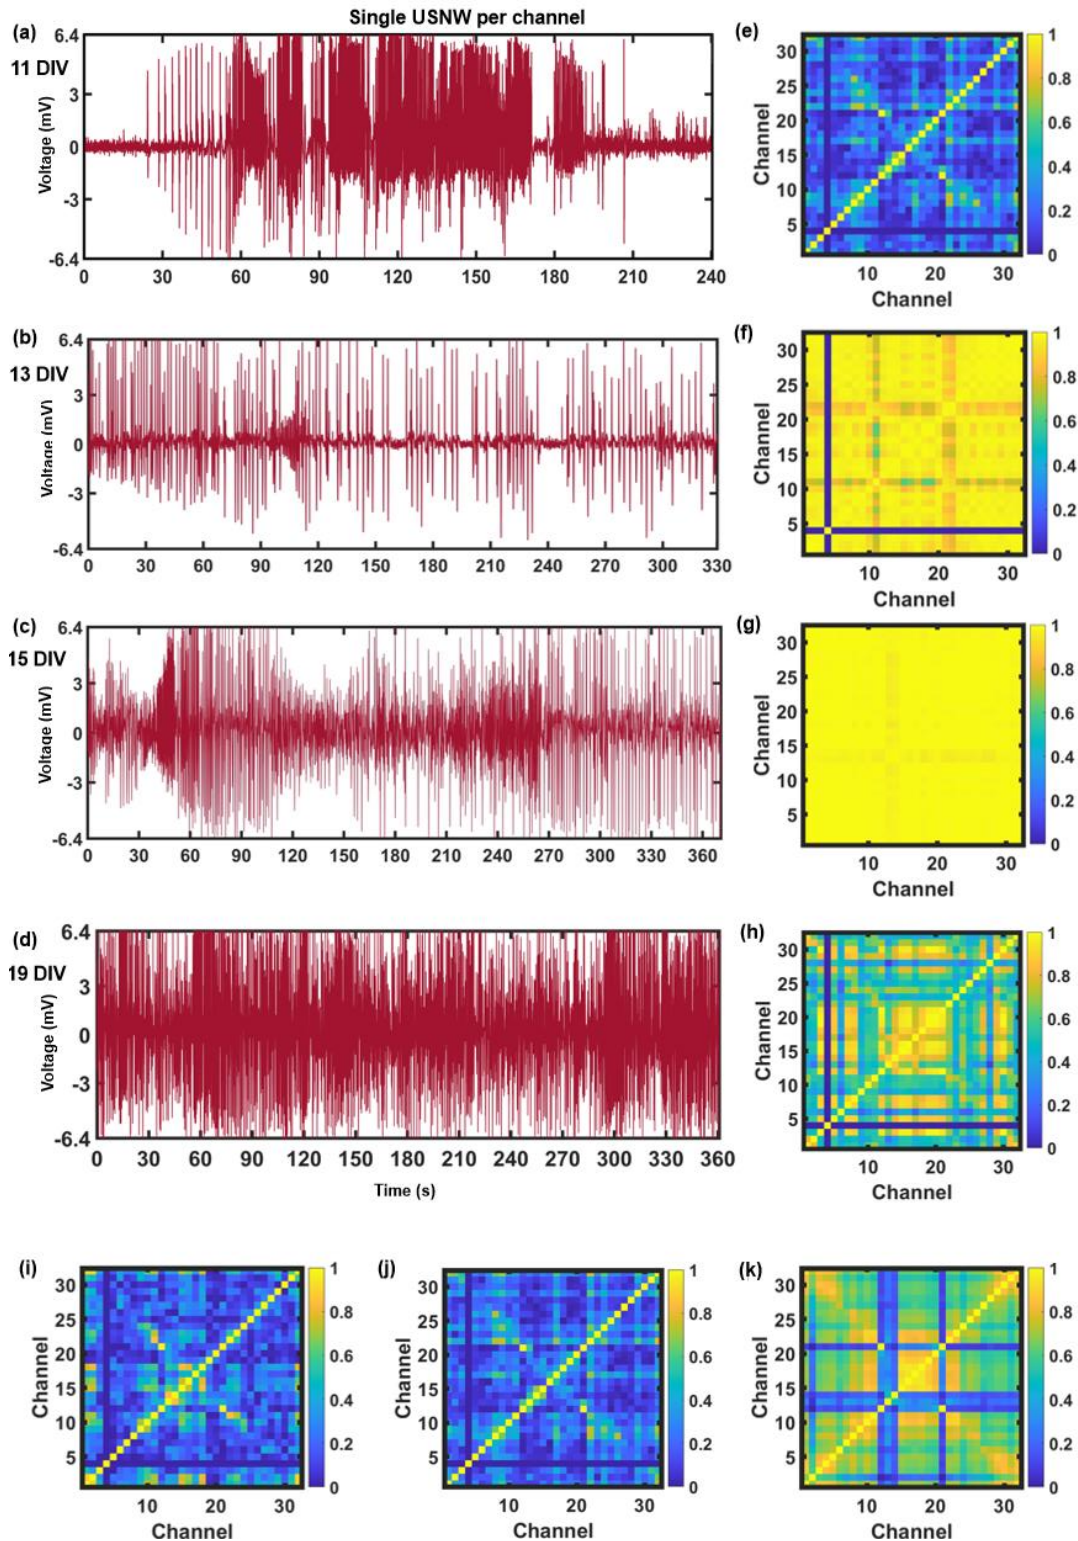 Single USNW per channel
(a)
11 DIV
6.4
3
0
-3
-6.4
Voltage (mV)
0 30 60 90 120 150 180 210 240
(e)
30
25
20
15
10
5
Channel
10 20 30
Channel
1
0.8
0.6
0.4
0.2
0
(b)
13 DIV
6.4
3
0
-3
-6.4
Voltage (mV)
0 30 60 90 120 150 180 210 240 270 300 330
(f)
30
25
20
15
10
5
Channel
10 20 30
Channel
1
0.8
0.6
0.4
0.2
0
(c)
15 DIV
6.4
3
0
-3
-6.4
Voltage (mV)
0 30 60 90 120 150 180 210 240 270 300 330 360
(g)
30
25
20
15
10
5
Channel
10 20 30
Channel
1
0.8
0.6
0.4
0.2
0
(d)
19 DIV
6.4
3
0
-3
-6.4
Voltage (mV)
0 30 60 90 120 150 180 210 240 270 300 330 360
Time (s)
(h)
30
25
20
15
10
5
Channel
10 20 30
Channel
1
0.8
0.6
0.4
0.2
0
(i)
30
25
20
15
10
5
Channel
10 20 30
Channel
1
0.8
0.6
0.4
0.2
0
(j)
30
25
20
15
10
5
Channel
10 20 30
Channel
1
0.8
0.6
0.4
0.2
0
(k)
30
25
20
15
10
5
Channel
10 20 30
Channel
1
0.8
0.6
0.4
0.2
0